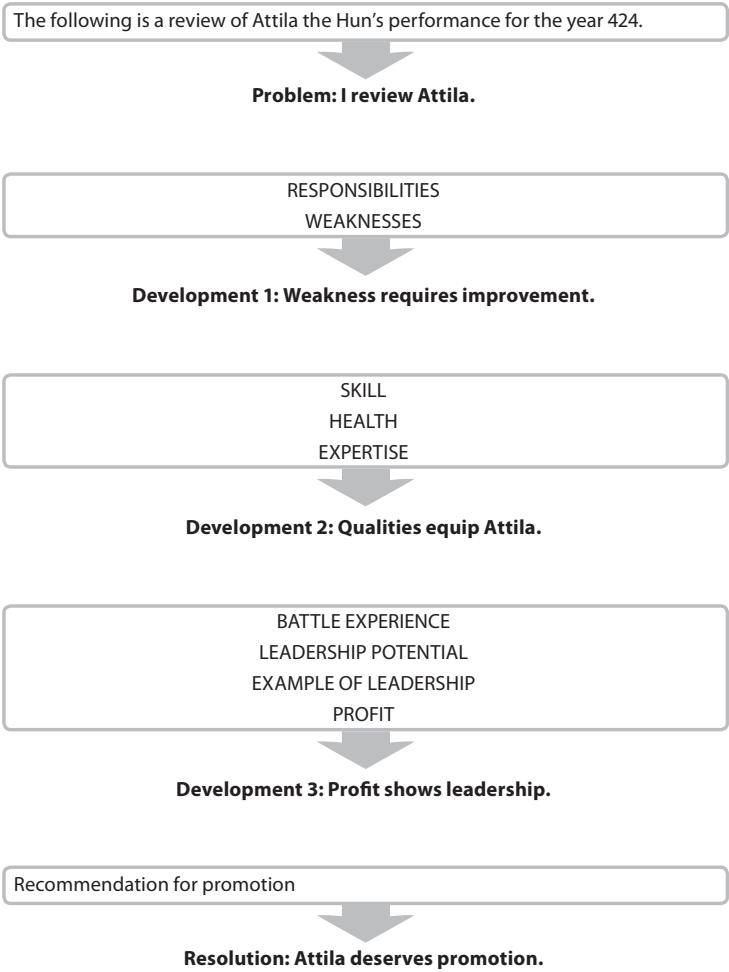 The following is a review of Attila the Hun's performance for the year 424.
Problem: I review Attila.
RESPONSIBILITIES
WEAKNESSES
Development 1: Weakness requires improvement.
SKILL
HEALTH
EXPERTISE
Development 2: Qualities equip Attila.
BATTLE EXPERIENCE
LEADERSHIP POTENTIAL
EXAMPLE OF LEADERSHIP
PROFIT
Development 3: Profit shows leadership.
Recommendation for promotion
Resolution: Attila deserves promotion.